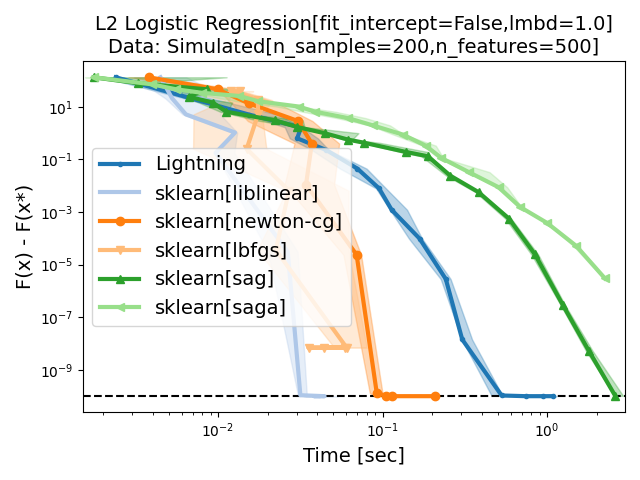 L2 Logistic Regression[fit_intercept=False,lmbd=1.0]
Data: Simulated[n_samples=200,n_features=500]
F(x) - F(x*)
10^1
10^-1
10^-3
10^-5
10^-7
10^-9
Lightning
sklearn[liblinear]
sklearn[newton-cg]
sklearn[lbfgs]
sklearn[sag]
sklearn[saga]
10^-2
10^-1
10^0
Time [sec]